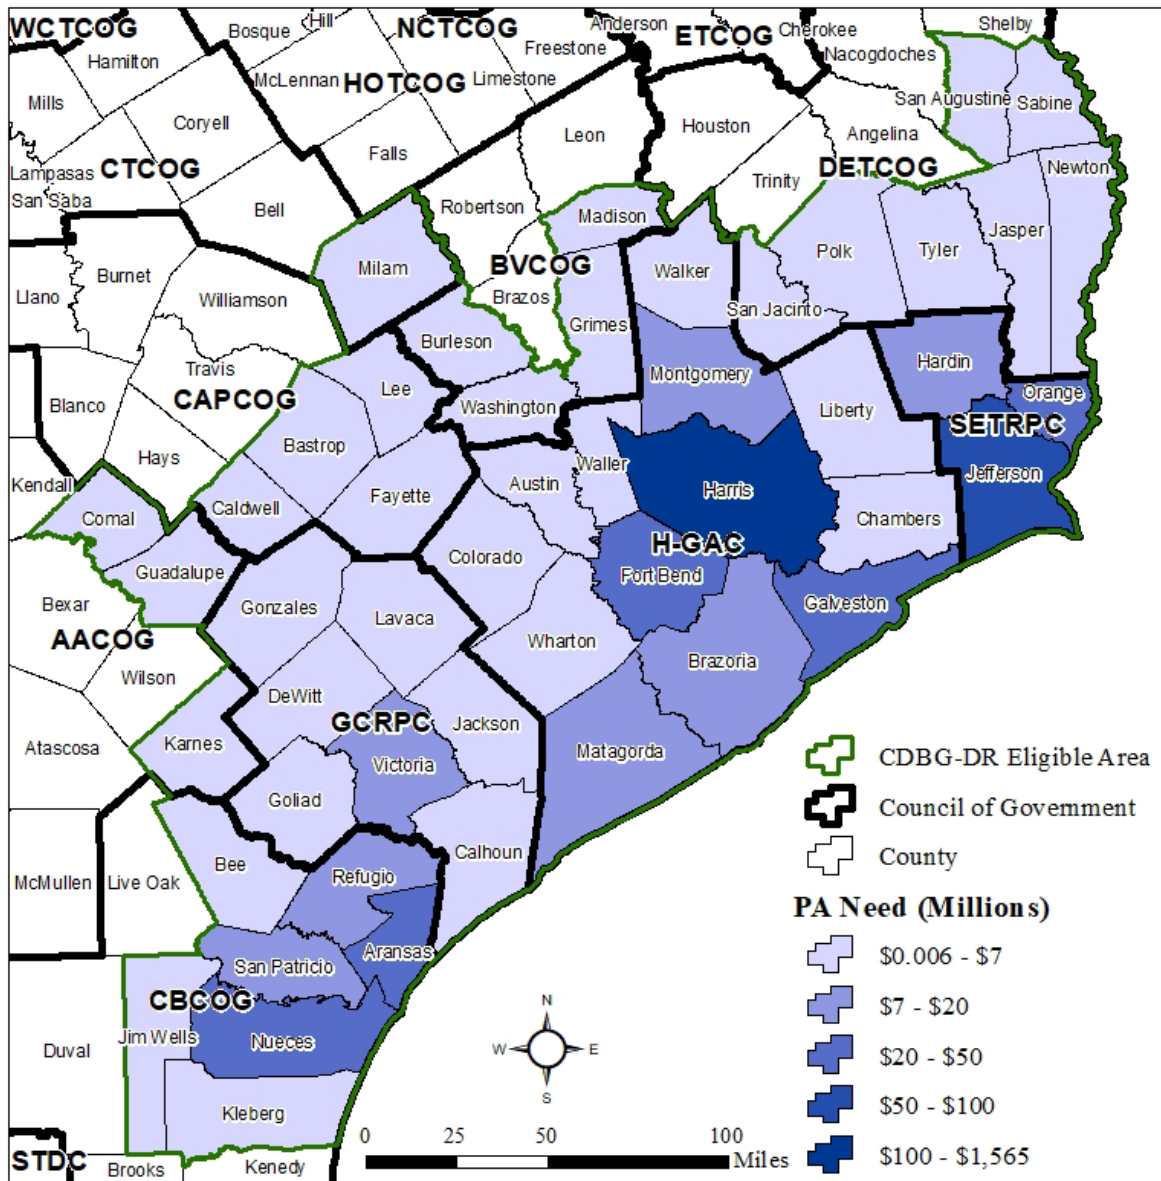 WCTCOG
Bosque
Hill
NCTCOG
Anderson
ETCOG
Cherokee
Shelby
Hamilton
McLennan
HOTCOG
Limestone
Freestone
Nacogdoches
Mills
Coryell
Leon
Houston
San Augustine
Sabine
Lampasas
CTCOG
Falls
Angelina
DETCOG
Newton
San Saba
Bell
Robertson
Madison
Trinity
Jasper
Burnet
Milam
BVCOG
Walker
Polk
Tyler
Llano
Williamson
Brazos
Grimes
San Jacinto
Burleson
Travis
Montgomery
Hardin
Blanco
CAPCOG
Lee
Washington
Liberty
Orange
SETRPC
Hays
Bastrop
Waller
Jefferson
Kendall
Caldwell
Fayette
Austin
Harris
Comal
H-GAC
Chambers
Guadalupe
Colorado
Fort Bend
Bexar
Gonzales
Lavaca
Galveston
AACOG
Wharton
Brazoria
Wilson
DeWitt
GCRPC
Jackson
Atascosa
Karnes
Victoria
Matagorda
Goliad
McMullen
Live Oak
Bee
Refugio
Calhoun
San Patricio
Aransas
CBCOG
Duval
Jim Wells
Nueces
Kleberg
STDC
Brooks
Kenedy
CDBG-DR Eligible Area
Council of Government
County
PA Need (Millions)
$0.006 - $7
$7 - $20
$20 - $50
$50 - $100
$100 - $1,565
N
W
E
S
0 25 50 100
Miles